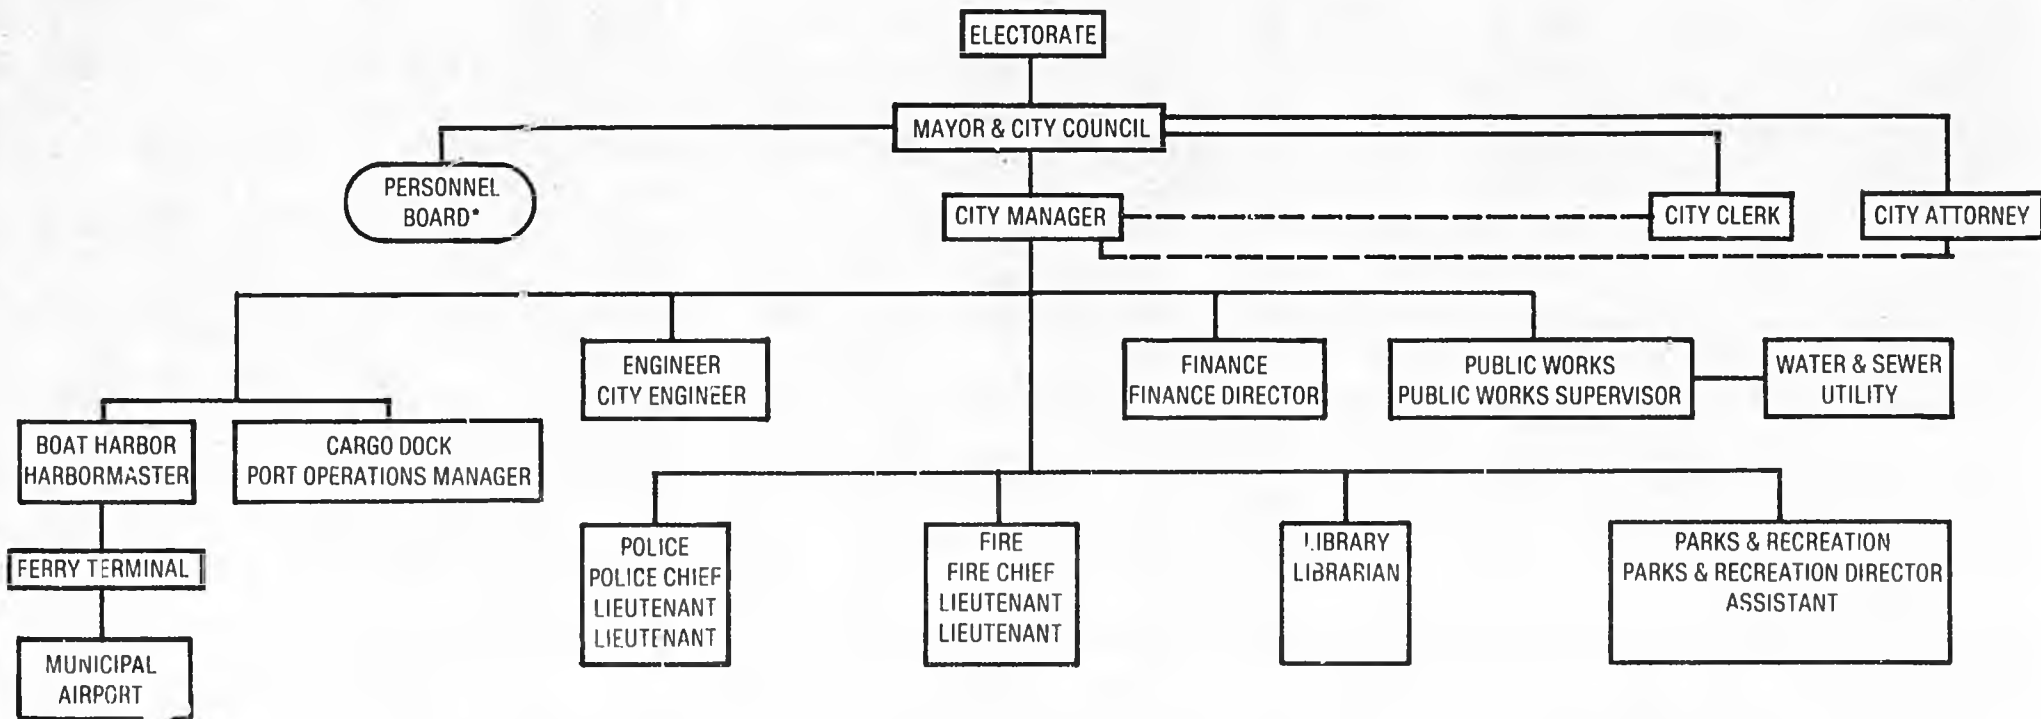 ELECTORATE
MAYOR & CITY COUNCIL
PERSONNEL
BOARD*
CITY MANAGER
CITY CLERK
CITY ATTORNEY
ENGINEER
CITY ENGINEER
FINANCE
FINANCE DIRECTOR
PUBLIC WORKS
PUBLIC WORKS SUPERVISOR
WATER & SEWER
UTILITY
BOAT HARBOR
HARBORMASTER
CARGO DOCK
PORT OPERATIONS MANAGER
FERRY TERMINAL
MUNICIPAL
AIRPORT
POLICE
POLICE CHIEF
LIEUTENANT
LIEUTENANT
FIRE
FIRE CHIEF
LIEUTENANT
LIEUTENANT
LIBRARY
LIBRARIAN
PARKS & RECREATION
PARKS & RECREATION DIRECTOR
ASSISTANT